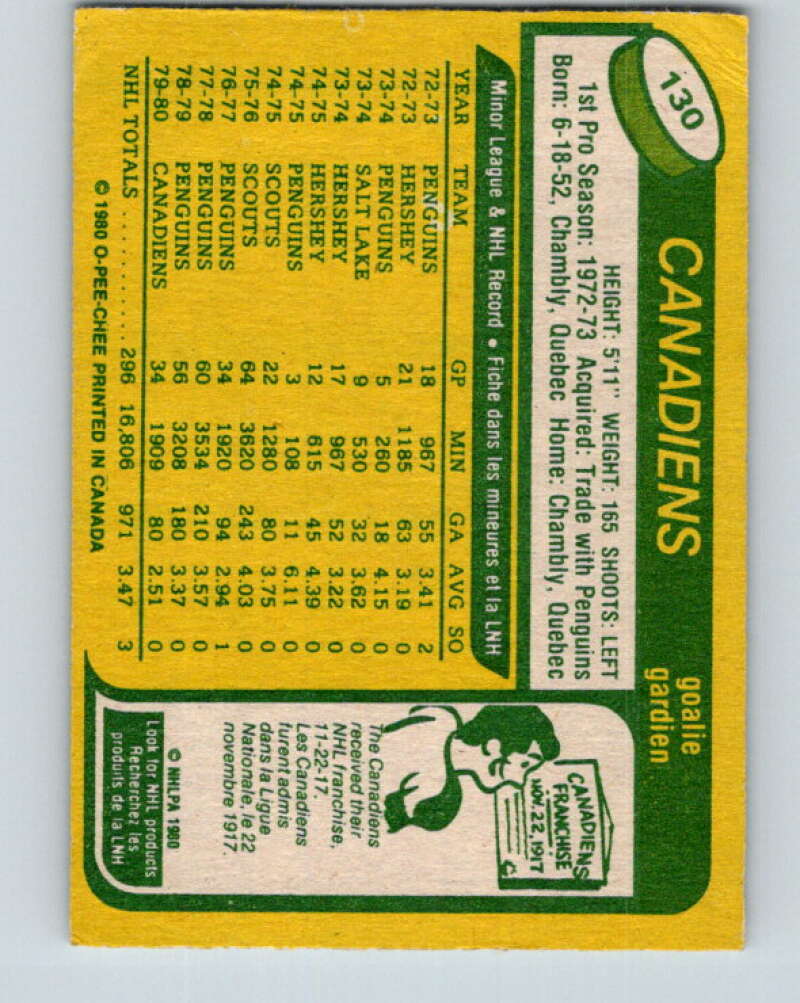 130
CANADIENS
goalie
gardien
HEIGHT: 5'11" WEIGHT: 165 SHOOTS: LEFT
1st Pro Season: 1972-73 Acquired: Trade with Penguins
Born: 6-18-52, Chambly, Quebec Home: Chambly, Quebec
Minor League & NHL Record • Fiche dans les mineures et la LNH
YEAR TEAM GP MIN GA AVG SO
72-73 PENGUINS 18 967 55 3.41 2
72-73 HERSHEY 21 1185 63 3.19 0
73-74 PENGUINS 5 260 18 4.15 0
73-74 SALT LAKE 9 530 32 3.62 0
73-74 HERSHEY 17 967 52 3.22 0
74-75 HERSHEY 12 615 45 4.39 0
74-75 PENGUINS 3 108 11 6.11 0
74-75 SCOUTS 22 1280 80 3.75 0
75-76 SCOUTS 64 3620 243 4.03 0
76-77 PENGUINS 34 1920 94 2.94 1
77-78 PENGUINS 60 3534 210 3.57 0
78-79 PENGUINS 56 3208 180 3.37 0
79-80 CANADIENS 34 1909 80 2.51 0
NHL TOTALS .......... 296 16,806 971 3.47 3
© 1980 O-PEE-CHEE PRINTED IN CANADA
CANADIENS
FRANCHISE
NOV. 22, 1917
The Canadiens
received their
NHL franchise,
11-22-17.
Les Canadiens
furent admis
dans la Ligue
Nationale, le 22
novembre 1917.
© NHLPA 1980
Look for NHL products
Recherchez les
produits de la LNH